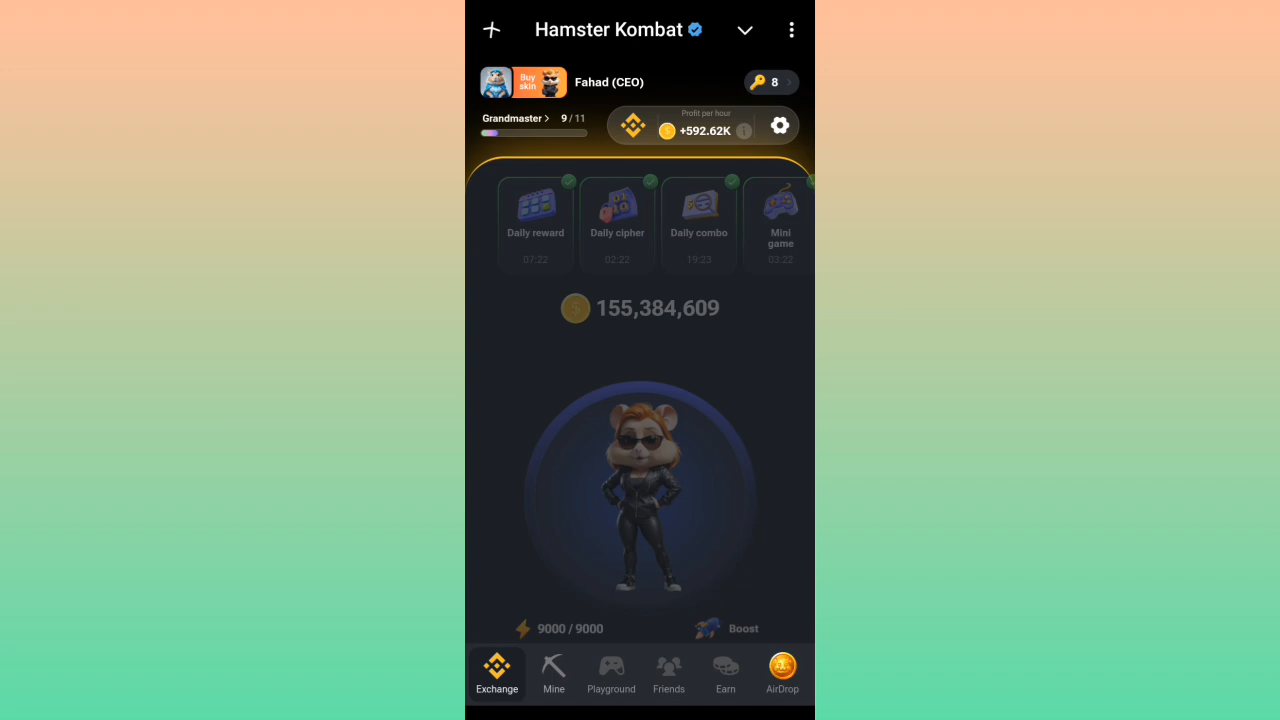 Hamster Kombat
Buy
skin
Fahad (CEO)
8
Grandmaster
9 / 11
Profit per hour
+592.62K
Daily reward
07:22
Daily cipher
02:22
Daily combo
19:23
Mini
game
03:22
155,384,609
9000 / 9000
Boost
Exchange
Mine
Playground
Friends
Earn
AirDrop